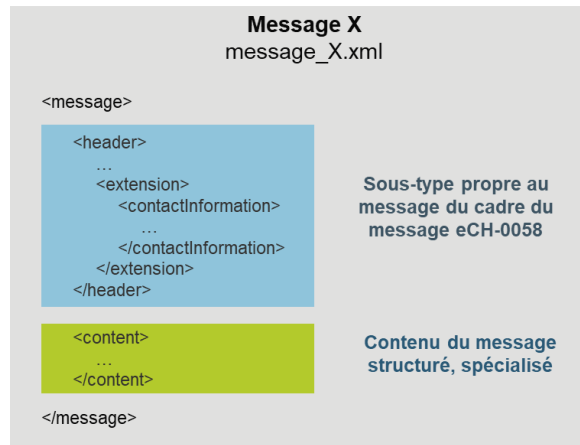 Message X
message_X.xml
<message>
<header>
...
<extension>
<contactInformation>
...
</contactInformation>
</extension>
</header>
Sous-type propre au
message du cadre du
message eCH-0058
<content>
...
</content>
Contenu du message
structuré, spécialisé
</message>